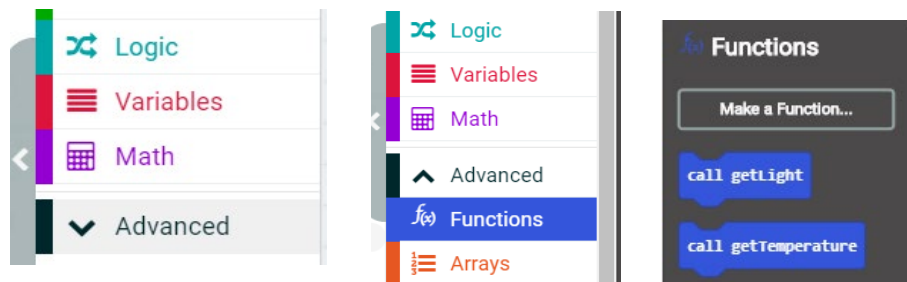 Logic
Variables
Math
Advanced
Logic
Variables
Math
Advanced
f(x) Functions
Arrays
f(x) Functions
Make a Function...
call getLight
call getTemperature